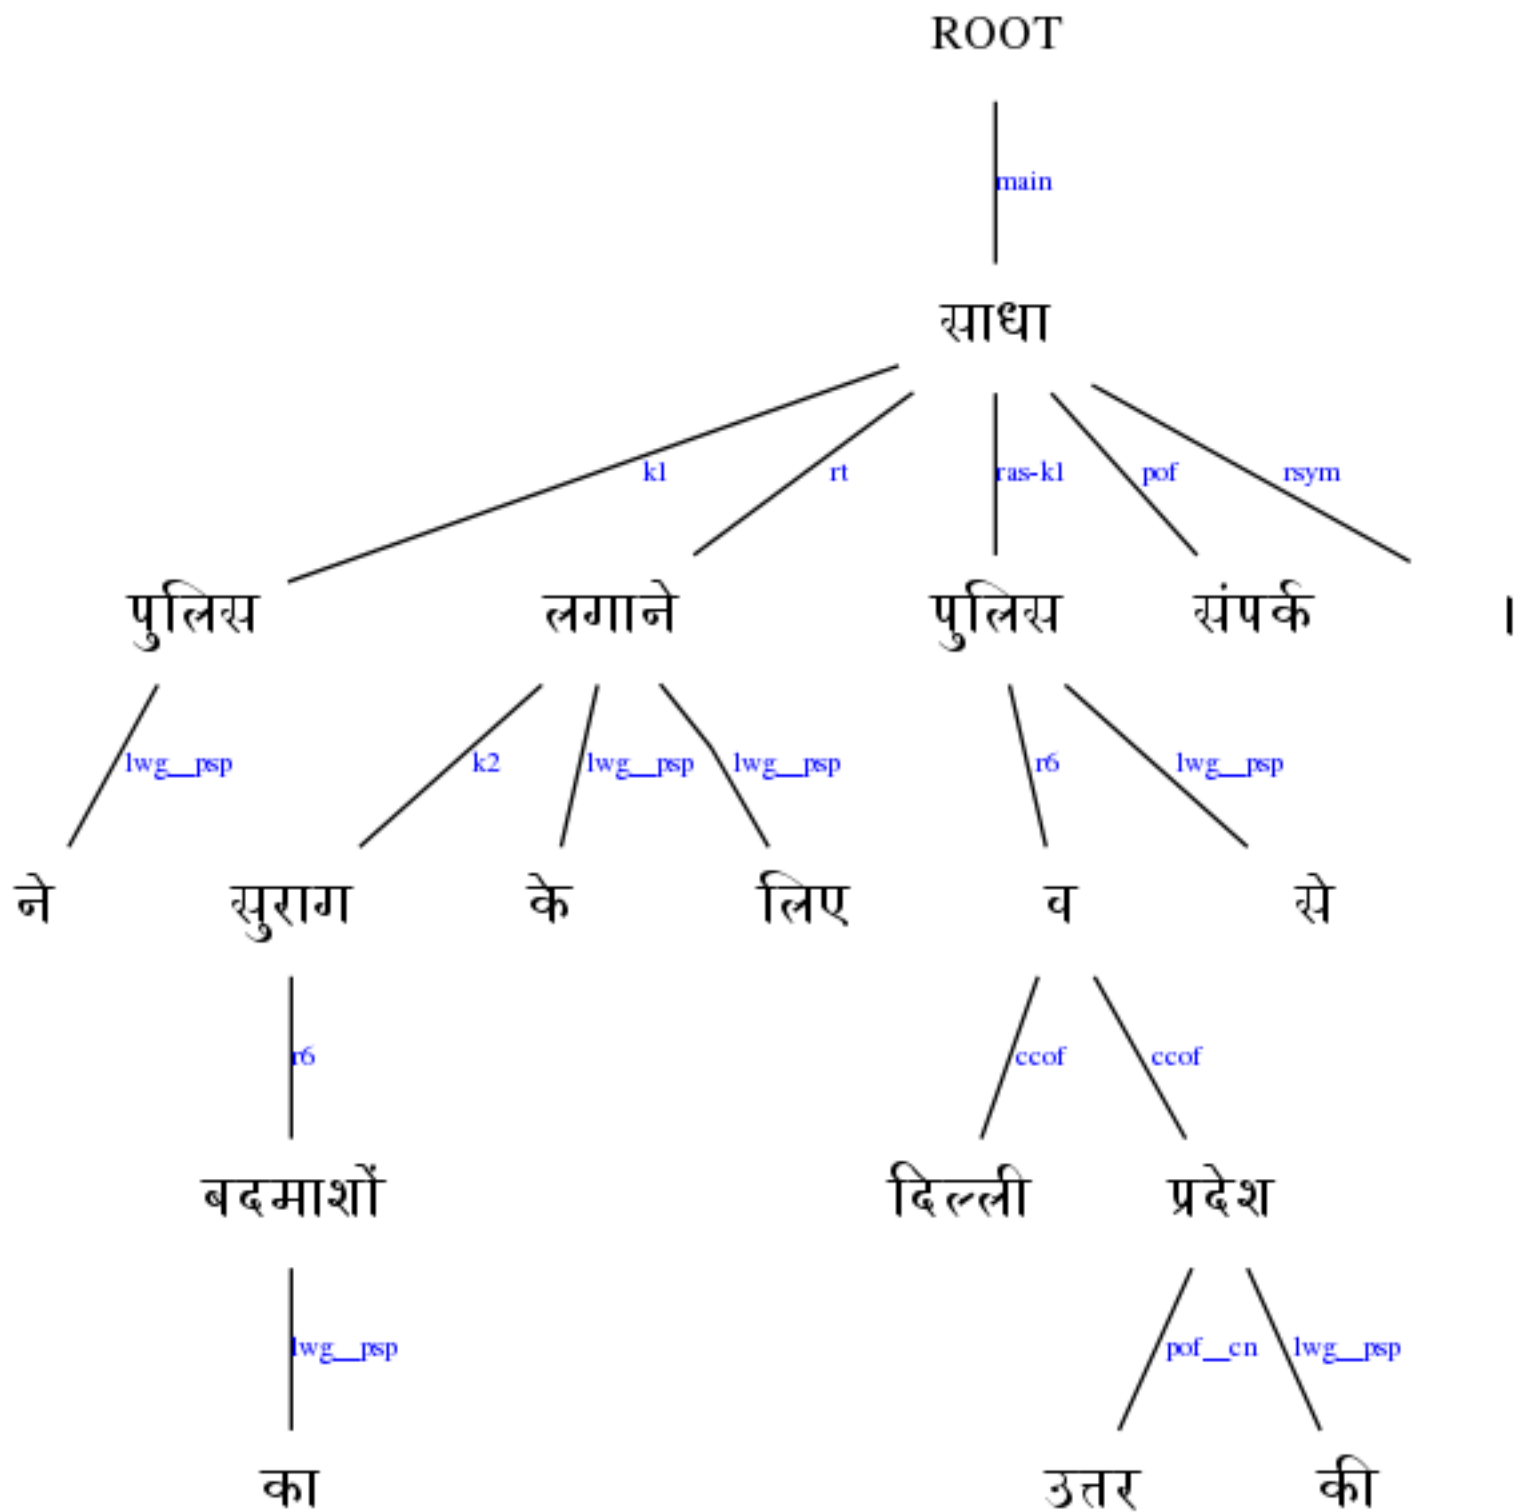 ROOT
main
साधा
k1 rt ras-k1 pof rsym
पुलिस लगाने पुलिस संपर्क ।
lwg__psp k2 lwg__psp lwg__psp r6 lwg__psp
ने सुराग के लिए व से
r6 ccof ccof
बदमाशों दिल्ली प्रदेश
lwg__psp pof__cn lwg__psp
का उत्तर की